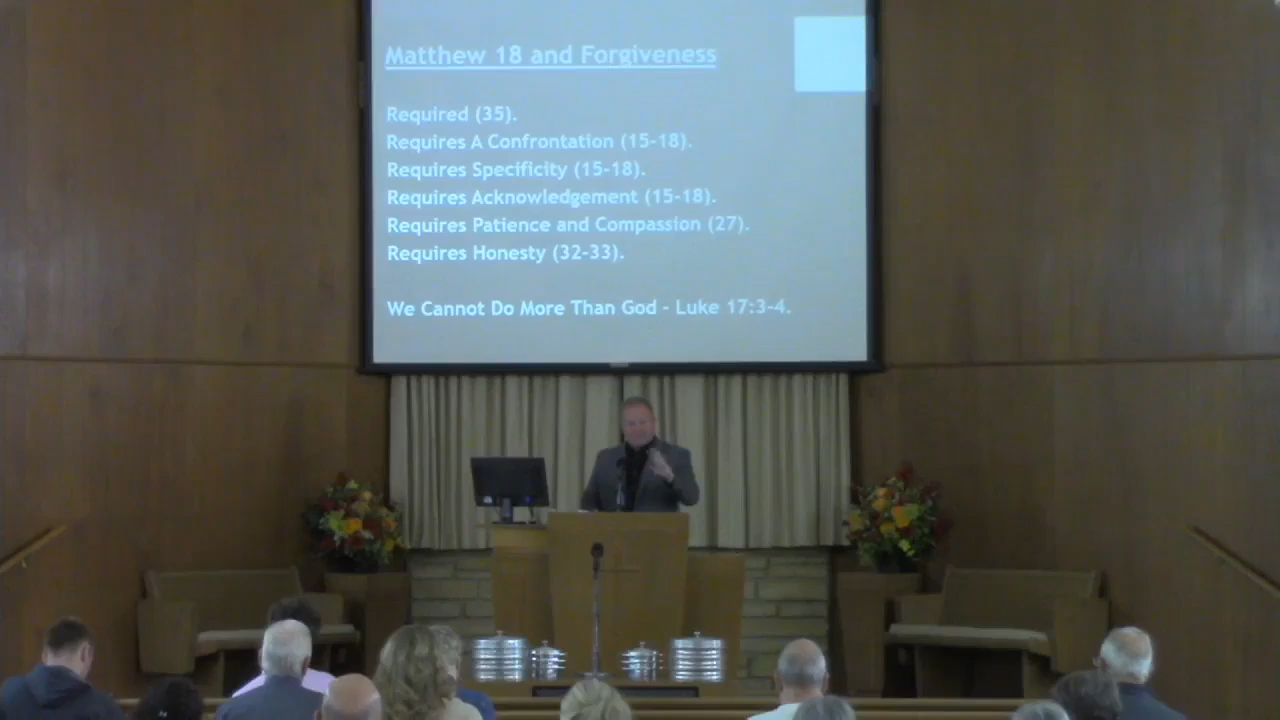 Matthew 18 and Forgiveness
Required (35).
Requires A Confrontation (15-18).
Requires Specificity (15-18).
Requires Acknowledgement (15-18).
Requires Patience and Compassion (27).
Requires Honesty (32-33).
We Cannot Do More Than God - Luke 17:3-4.